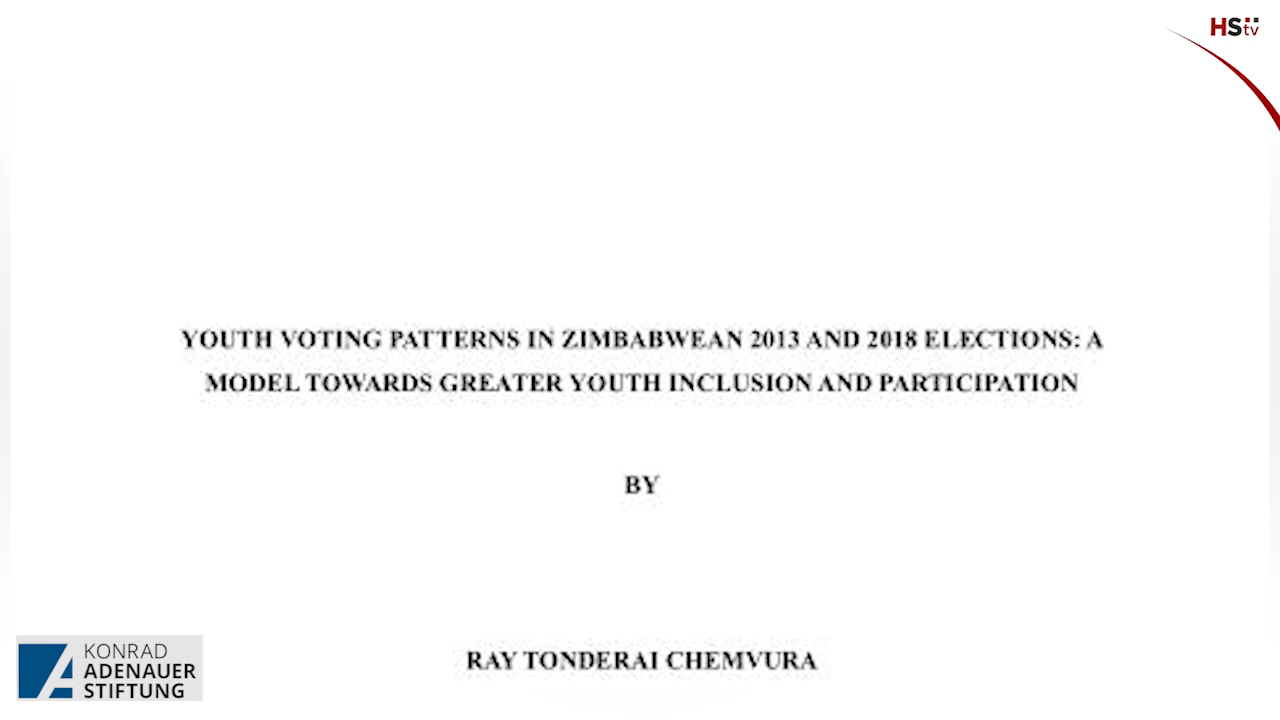 HStv
YOUTH VOTING PATTERNS IN ZIMBABWEAN 2013 AND 2018 ELECTIONS: A
MODEL TOWARDS GREATER YOUTH INCLUSION AND PARTICIPATION
BY
RAY TONDERAI CHEMVURA
KONRAD
ADENAUER
STIFTUNG